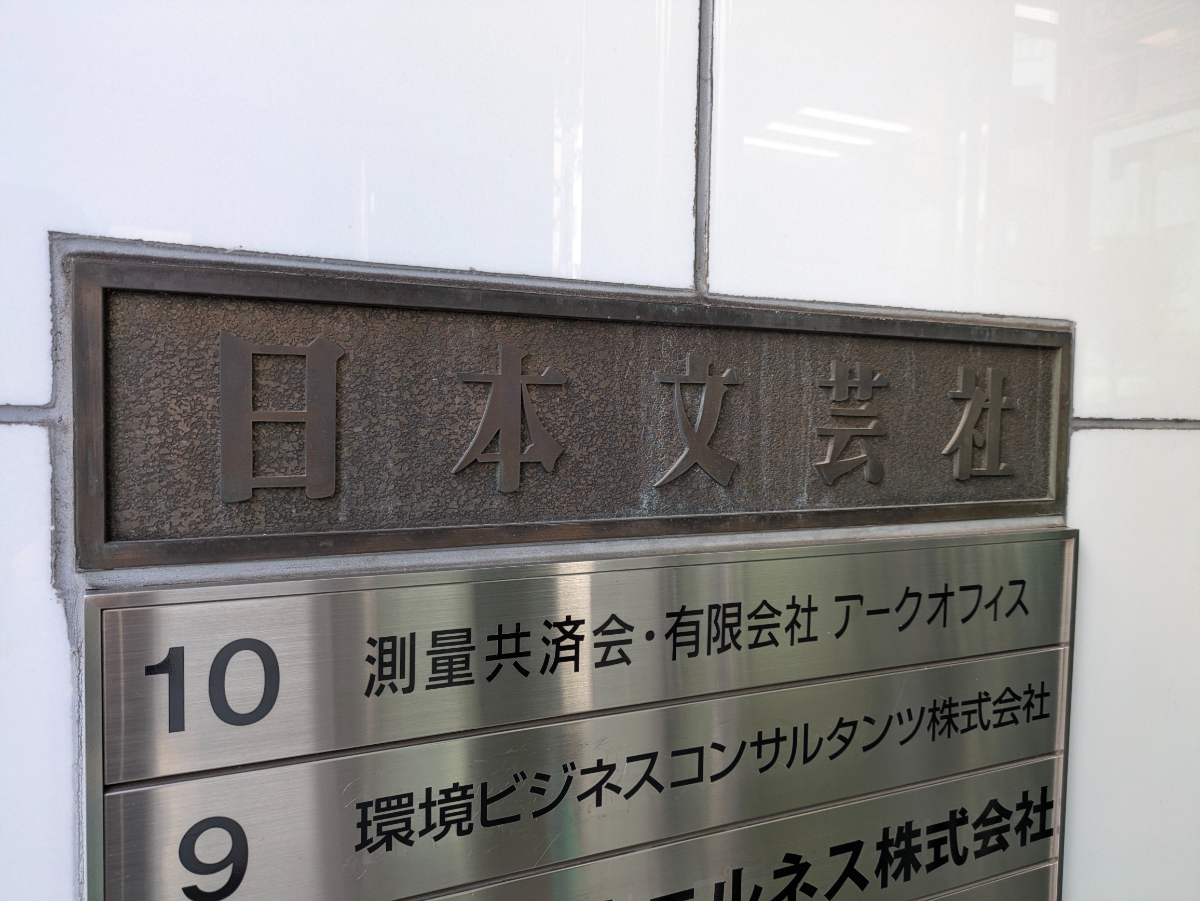 日本文芸社
10 測量共済会・有限会社 アークオフィス
9 環境ビジネスコンサルタンツ株式会社
ルネス株式会社